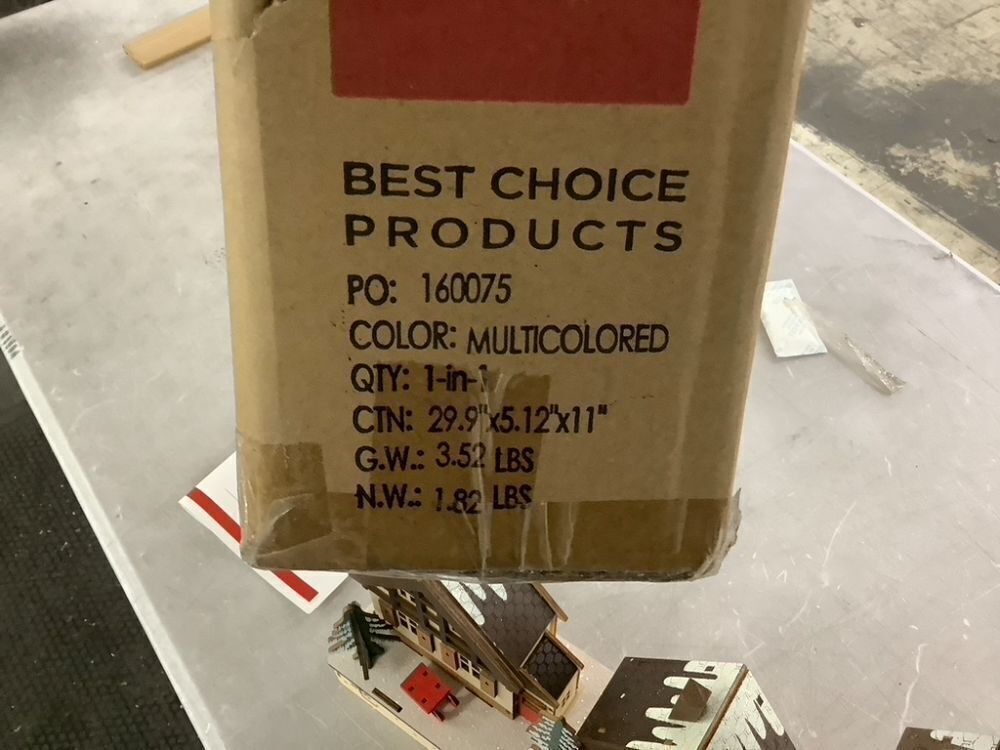 BEST CHOICE
PRODUCTS
PO: 160075
COLOR: MULTICOLORED
QTY: 1-in-1
CTN: 29.9"x5.12"x11"
G.W.: 3.52 LBS
N.W.: 1.82 LBS